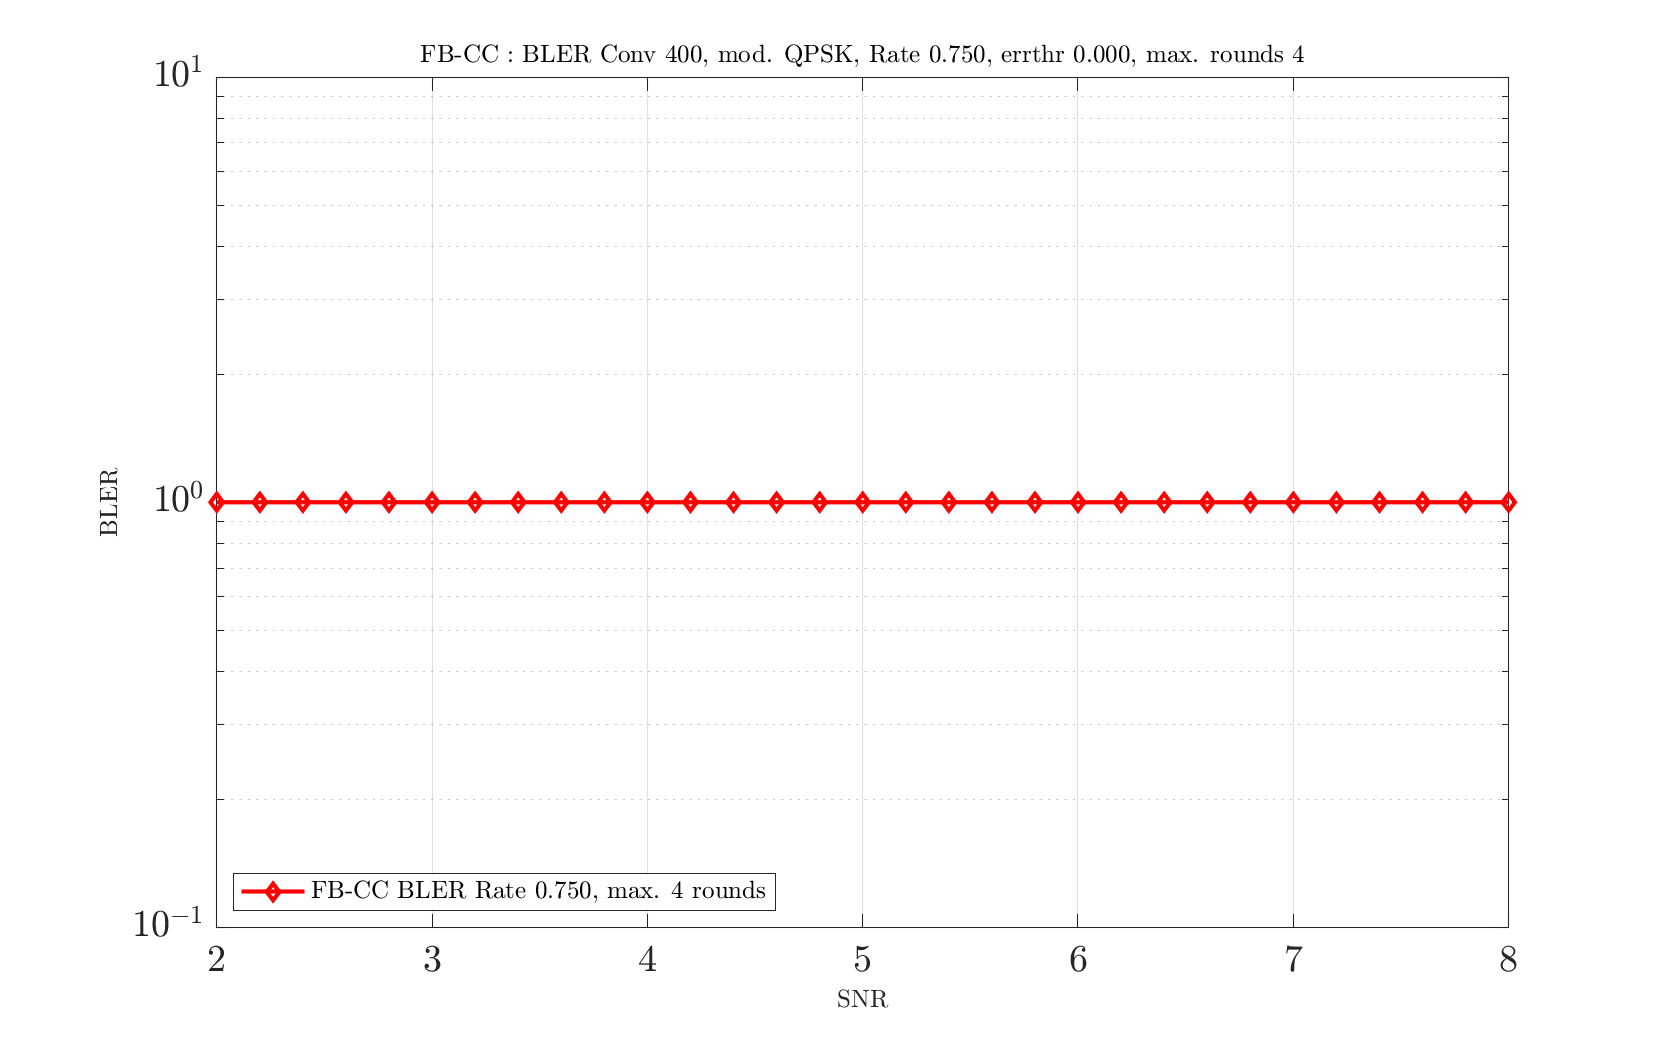 FB-CC : BLER Conv 400, mod. QPSK, Rate 0.750, errthr 0.000, max. rounds 4
10^1
10^0
10^−1
BLER
FB-CC BLER Rate 0.750, max. 4 rounds
2 3 4 5 6 7 8
SNR